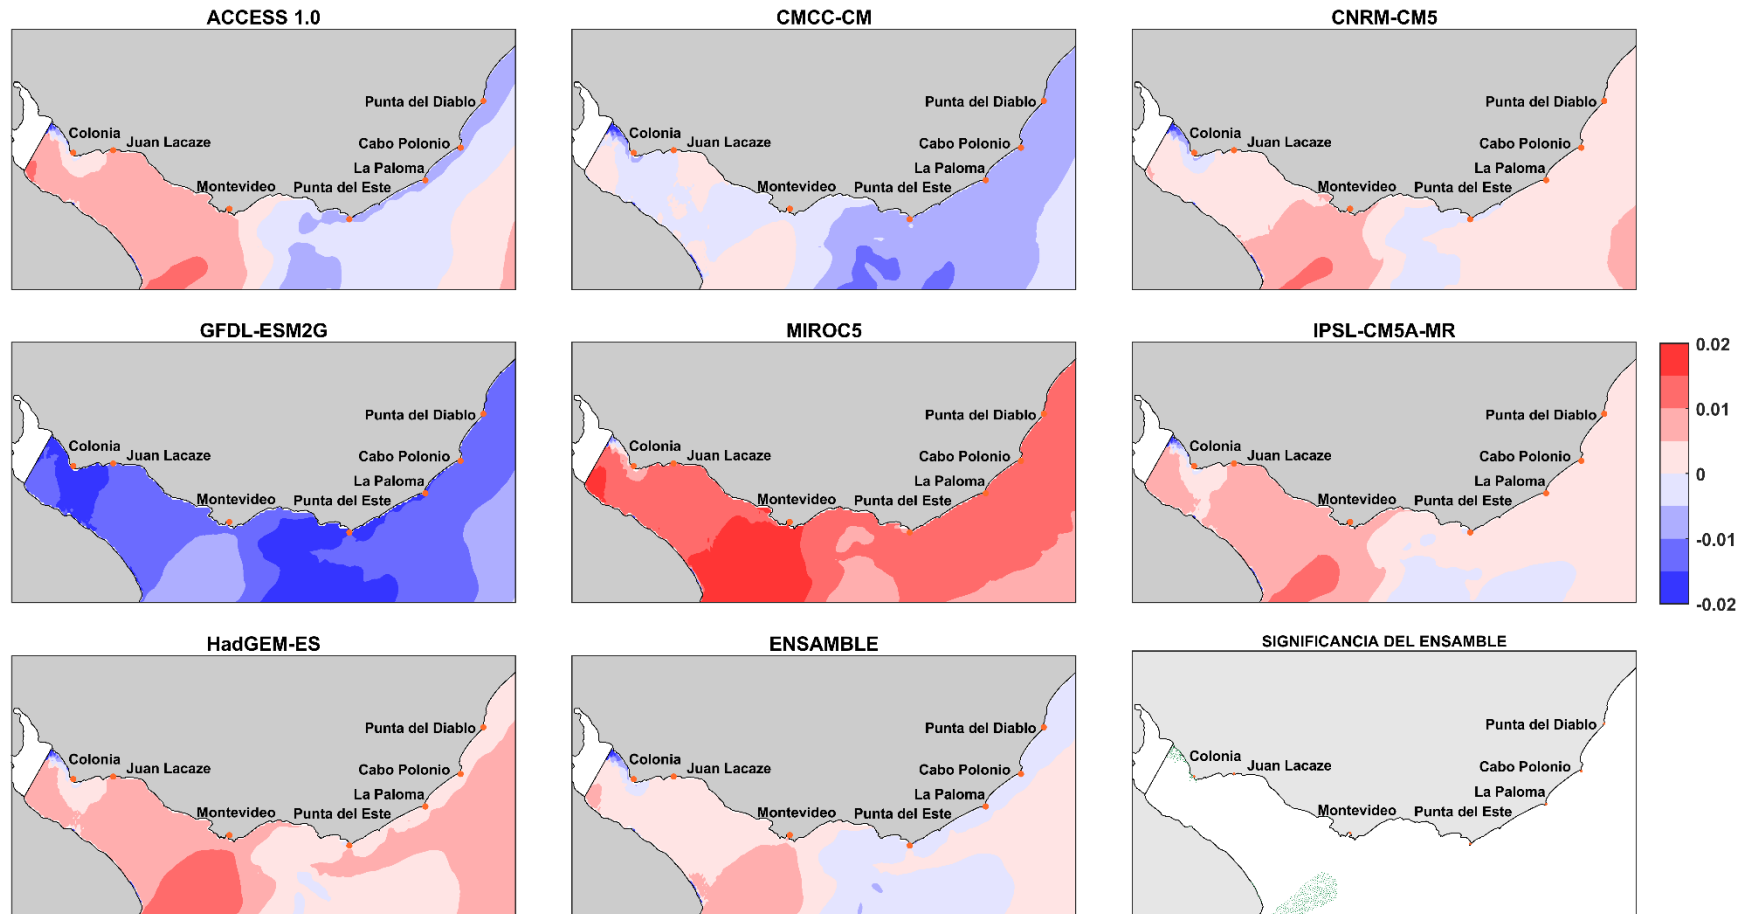 ACCESS 1.0
Punta del Diablo
Colonia
Juan Lacaze
Cabo Polonio
La Paloma
Montevideo
Punta del Este
CMCC-CM
Punta del Diablo
Colonia
Juan Lacaze
Cabo Polonio
La Paloma
Montevideo
Punta del Este
CNRM-CM5
Punta del Diablo
Colonia
Juan Lacaze
Cabo Polonio
La Paloma
Montevideo
Punta del Este
GFDL-ESM2G
Punta del Diablo
Colonia
Juan Lacaze
Cabo Polonio
La Paloma
Montevideo
Punta del Este
MIROC5
Punta del Diablo
Colonia
Juan Lacaze
Cabo Polonio
La Paloma
Montevideo
Punta del Este
IPSL-CM5A-MR
Punta del Diablo
Colonia
Juan Lacaze
Cabo Polonio
La Paloma
Montevideo
Punta del Este
0.02
0.01
0
-0.01
-0.02
HadGEM-ES
Punta del Diablo
Colonia
Juan Lacaze
Cabo Polonio
La Paloma
Montevideo
Punta del Este
ENSAMBLE
Punta del Diablo
Colonia
Juan Lacaze
Cabo Polonio
La Paloma
Montevideo
Punta del Este
SIGNIFICANCIA DEL ENSAMBLE
Punta del Diablo
Colonia
Juan Lacaze
Cabo Polonio
La Paloma
Montevideo
Punta del Este